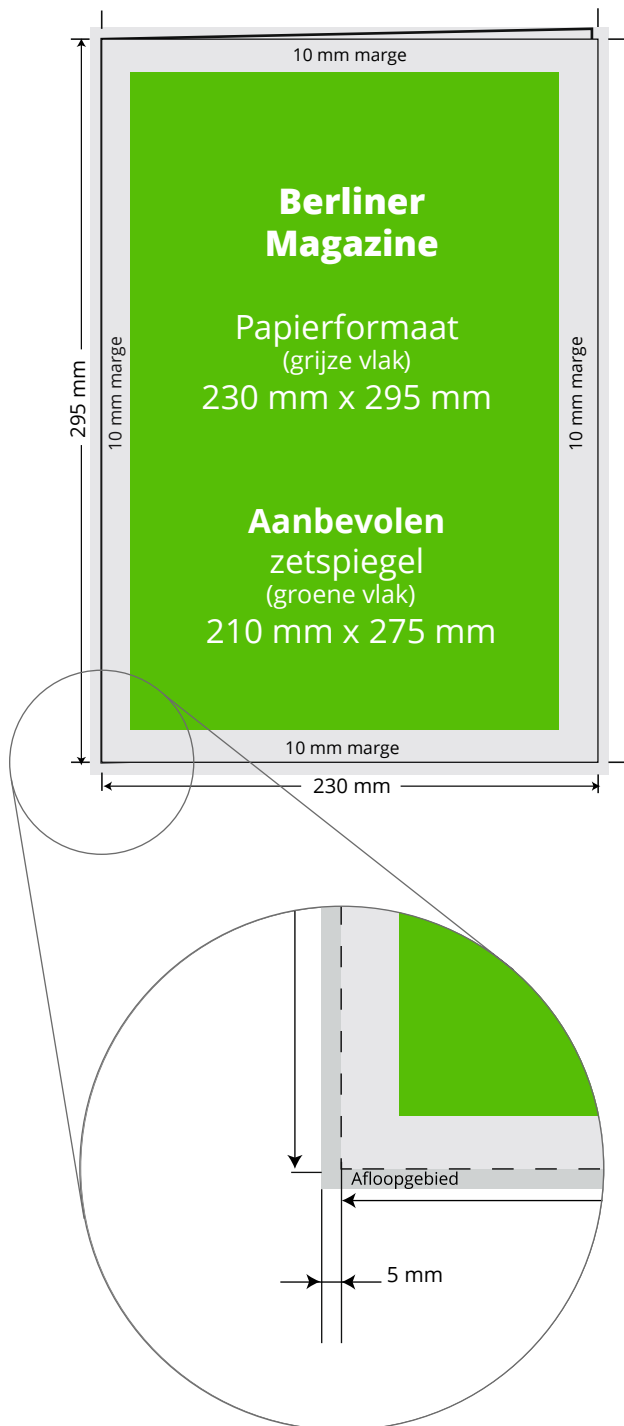 10 mm marge
Berliner
Magazine
Papierformaat
(grijze vlak)
230 mm x 295 mm
295 mm
10 mm marge
10 mm marge
Aanbevolen
zetspiegel
(groene vlak)
210 mm x 275 mm
10 mm marge
230 mm
Afloopgebied
5 mm